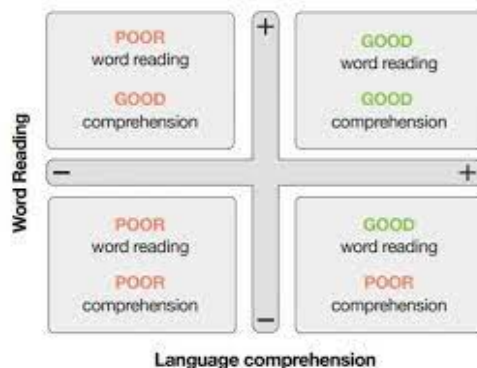 POOR
word reading
GOOD
comprehension
+
GOOD
word reading
GOOD
comprehension
Word Reading
−
+
POOR
word reading
POOR
comprehension
GOOD
word reading
POOR
comprehension
−
Language comprehension